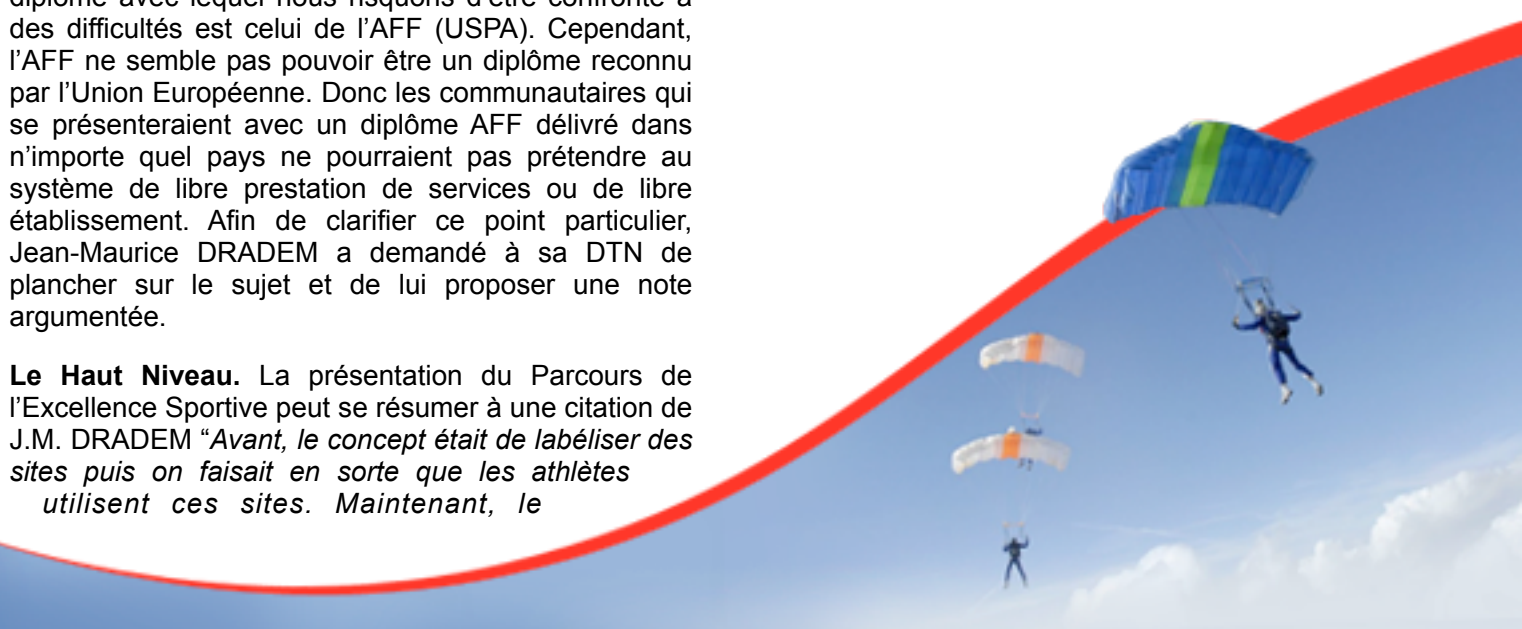 diplôme avec lequel nous risquons d'être confronté à
des difficultés est celui de l'AFF (USPA). Cependant,
l'AFF ne semble pas pouvoir être un diplôme reconnu
par l'Union Européenne. Donc les communautaires qui
se présenteraient avec un diplôme AFF délivré dans
n'importe quel pays ne pourraient pas prétendre au
système de libre prestation de services ou de libre
établissement. Afin de clarifier ce point particulier,
Jean-Maurice DRADEM a demandé à sa DTN de
plancher sur le sujet et de lui proposer une note
argumentée.
Le Haut Niveau. La présentation du Parcours de
l'Excellence Sportive peut se résumer à une citation de
J.M. DRADEM “Avant, le concept était de labéliser des
sites puis on faisait en sorte que les athlètes
utilisent ces sites. Maintenant, le